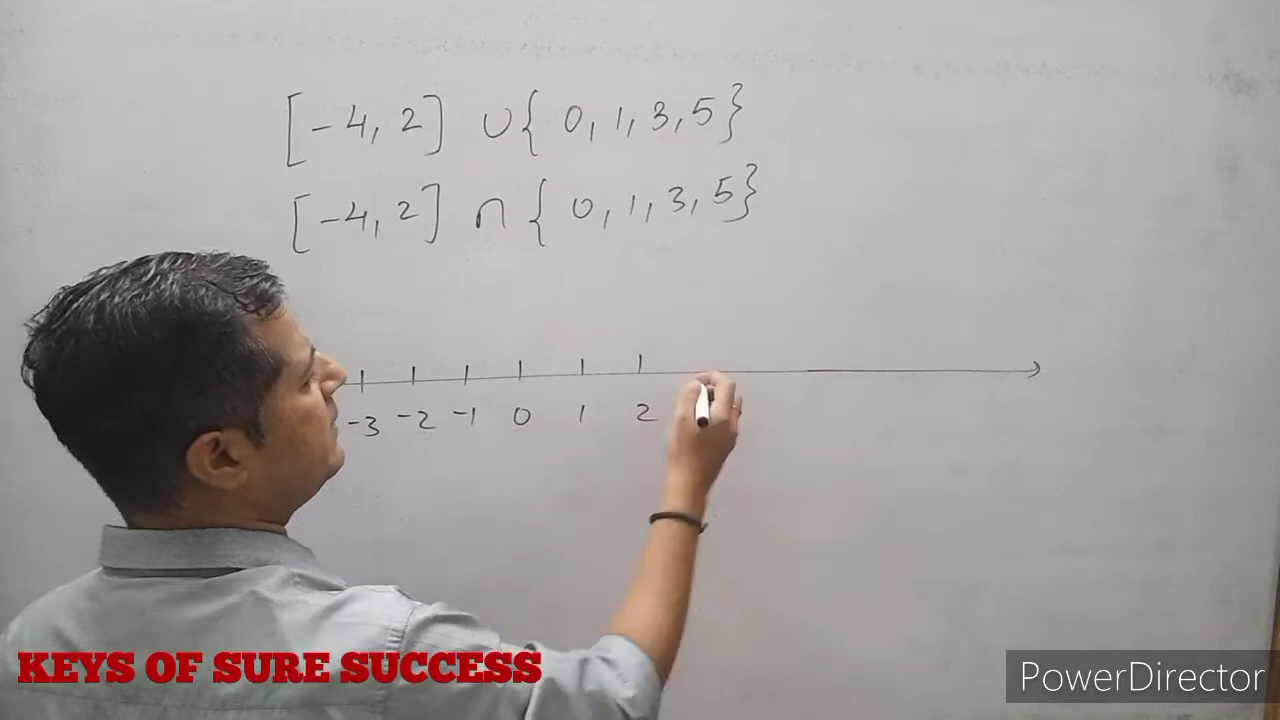 [-4, 2] ∪ { 0, 1, 3, 5}
[-4, 2] ∩ { 0, 1, 3, 5}
-3 -2 -1 0 1 2
KEYS OF SURE SUCCESS
PowerDirector